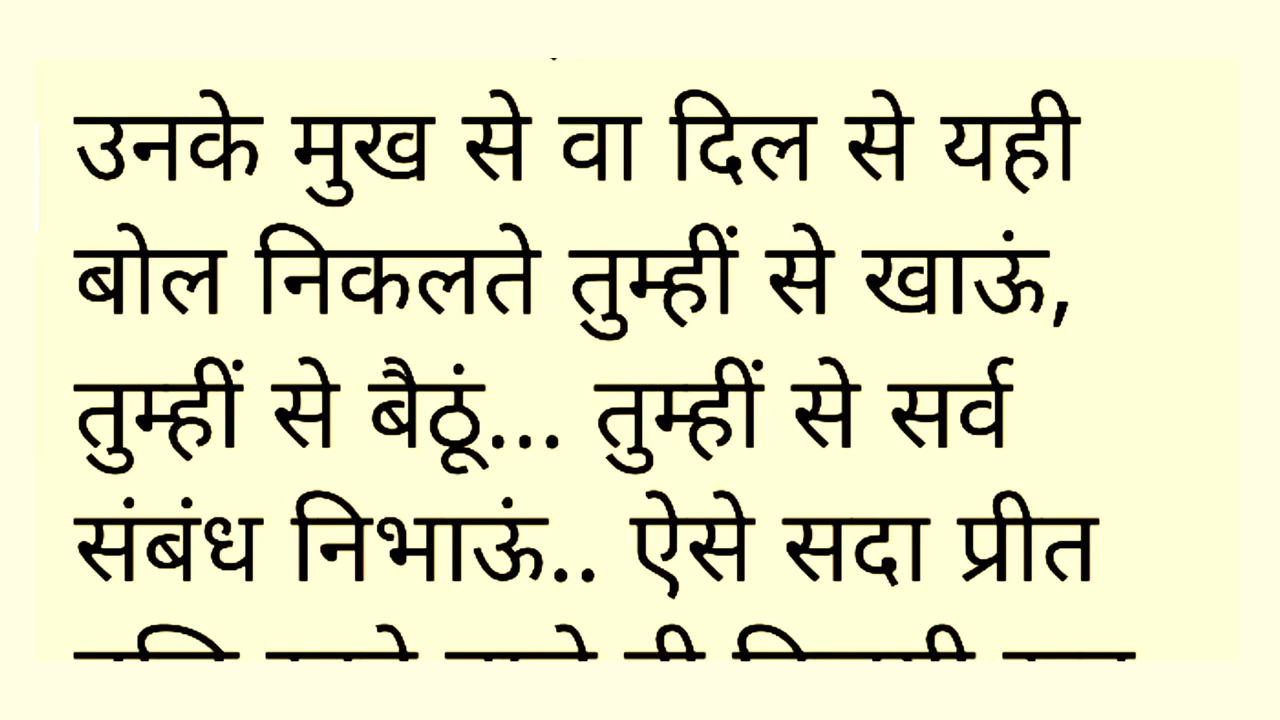 उनके मुख से वा दिल से यही
बोल निकलते तुम्हीं से खाऊं,
तुम्हीं से बैठूं... तुम्हीं से सर्व
संबंध निभाऊं.. ऐसे सदा प्रीत